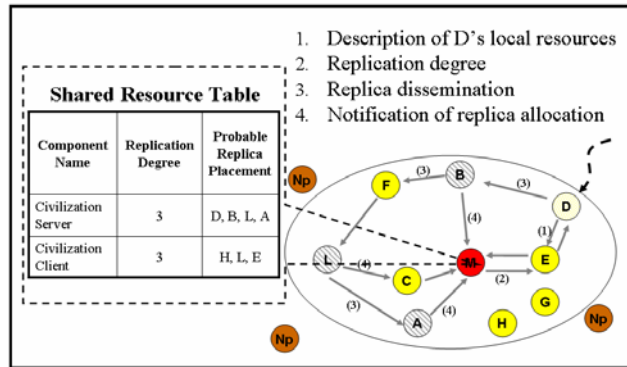 1. Description of D's local resources
2. Replication degree
3. Replica dissemination
4. Notification of replica allocation
Shared Resource Table
Component Name
Replication Degree
Probable Replica Placement
Civilization Server
3
D, B, L, A
Civilization Client
3
H, L, E
Np
F
(3)
B
(3)
D
(4)
(1)
L
(4)
C
M
(2)
E
(3)
A
(4)
G
H
Np
Np